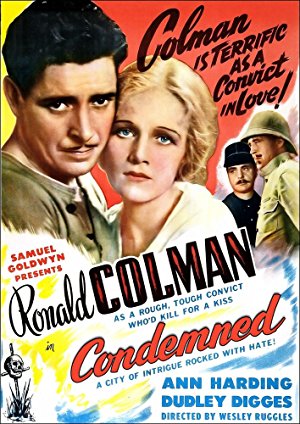 Colman
IS TERRIFIC
AS A
Convict
IN Love!
SAMUEL
GOLDWYN
PRESENTS
Ronald COLMAN
AS A ROUGH, TOUGH CONVICT
WHO'D KILL FOR A KISS
in
Condemned
A CITY OF INTRIGUE ROCKED WITH HATE!
ANN HARDING
DUDLEY DIGGES
DIRECTED BY WESLEY RUGGLES